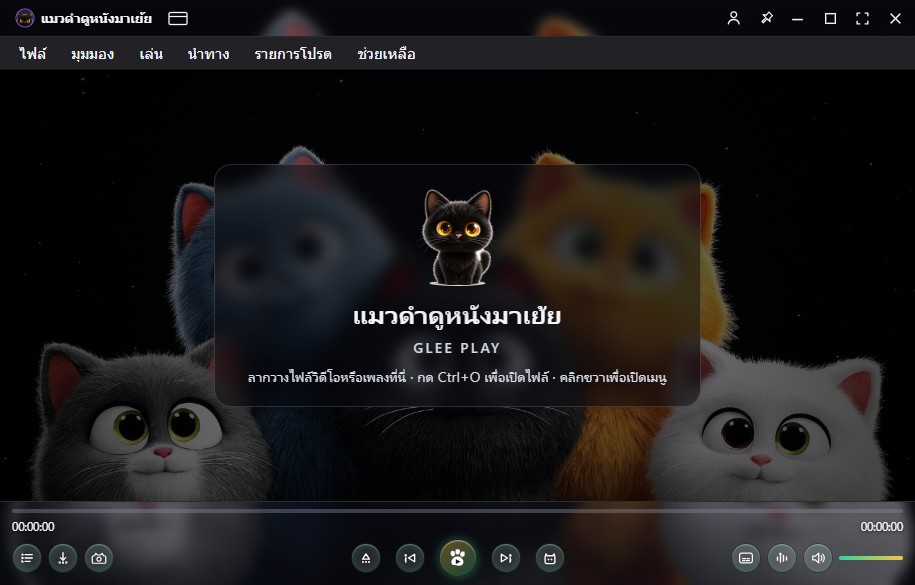 แมวดำดูหนังมาเย้ย
ไฟล์ มุมมอง เล่น นำทาง รายการโปรด ช่วยเหลือ
แมวดำดูหนังมาเย้ย
GLEE PLAY
ลากวางไฟล์วิดีโอหรือเพลงที่นี่ · กด Ctrl+O เพื่อเปิดไฟล์ · คลิกขวาเพื่อเปิดเมนู
00:00:00 00:00:00